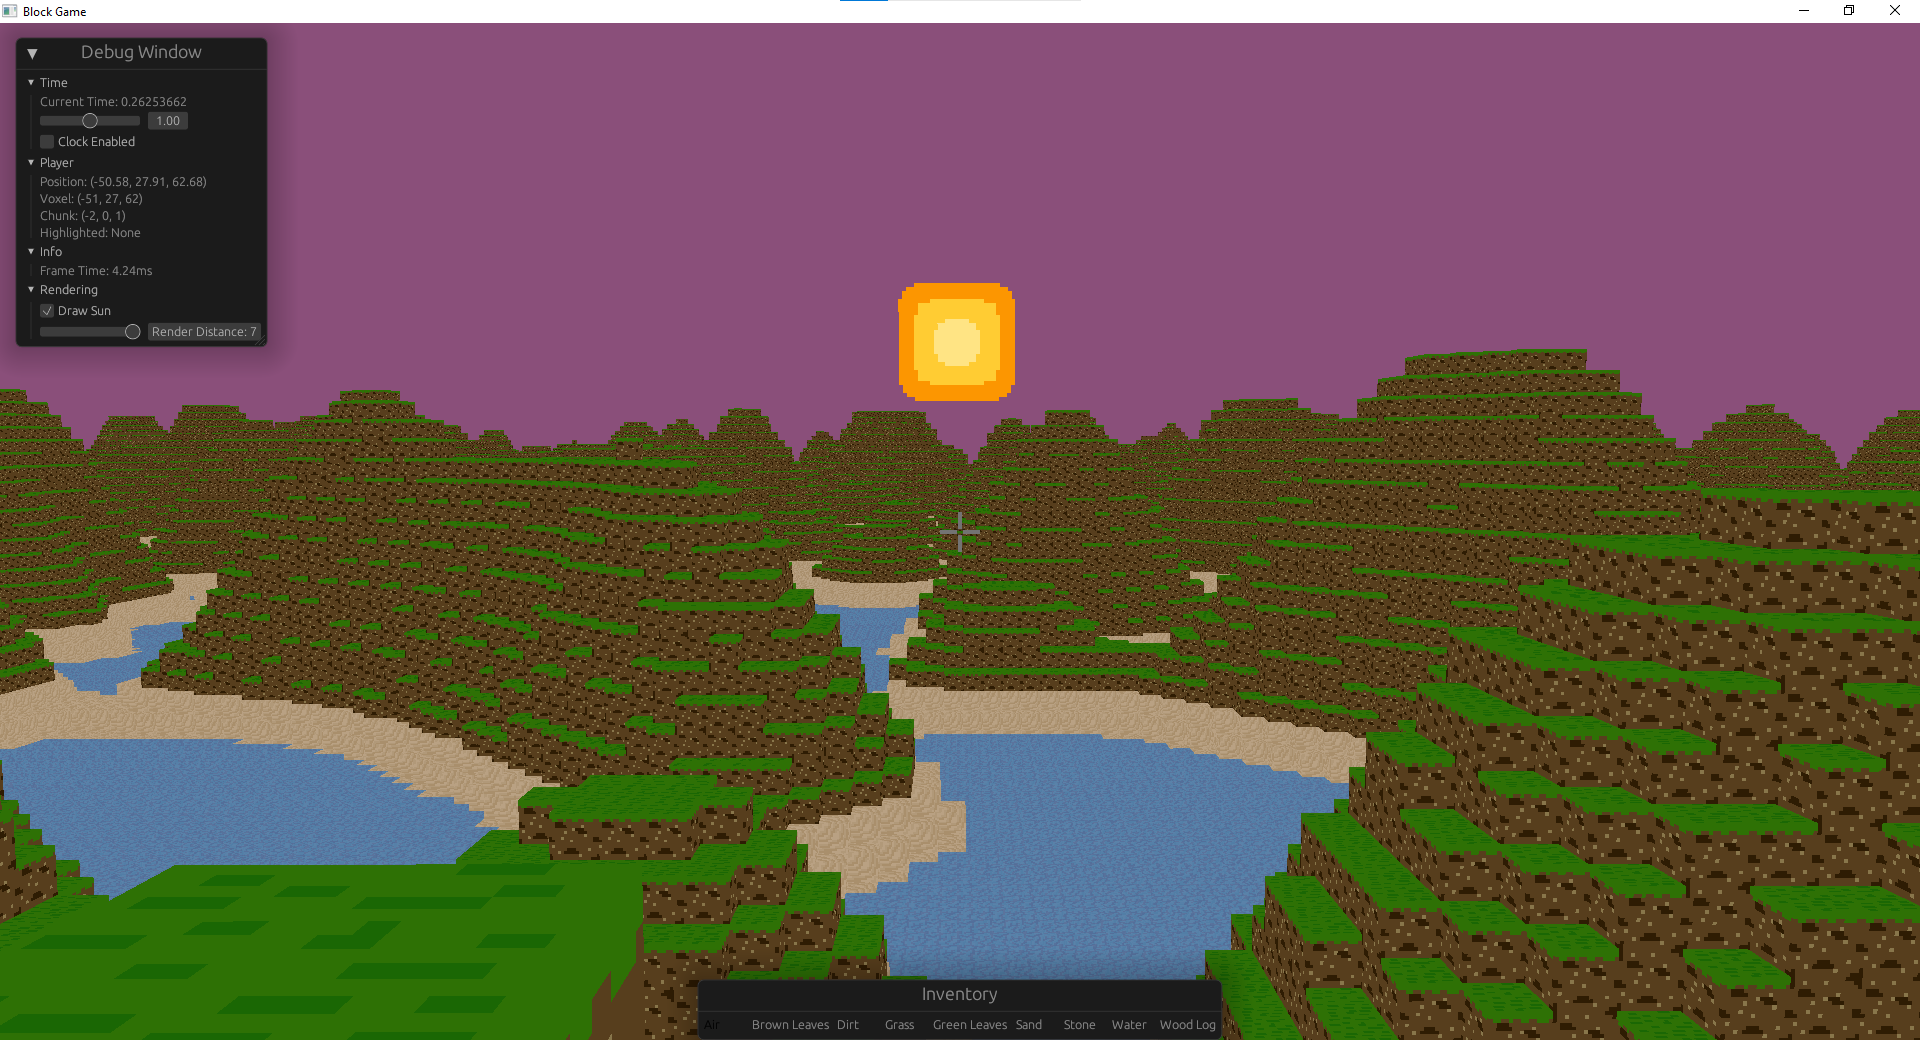 Block Game
Debug Window
Time
Current Time: 0.26253662
1.00
Clock Enabled
Player
Position: (-50.58, 27.91, 62.68)
Voxel: (-51, 27, 62)
Chunk: (-2, 0, 1)
Highlighted: None
Info
Frame Time: 4.24ms
Rendering
Draw Sun
Render Distance: 7
Inventory
Air Brown Leaves Dirt Grass Green Leaves Sand Stone Water Wood Log